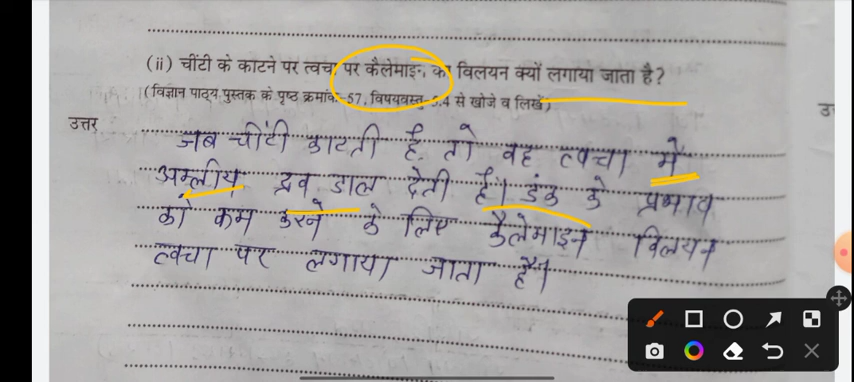 (ii) चींटी के काटने पर त्वचा पर कैलेमाइन का विलयन क्यों लगाया जाता है?
(विज्ञान पाठ्य पुस्तक के पृष्ठ क्रमांक-57, विषयवस्तु-5.4 से खोजे व लिखें)
उत्तर
जब चींटी काटती है, तो वह त्वचा में
अम्लीय द्रव डाल देती है। डंक के प्रभाव
को कम करने के लिए कैलेमाइन विलयन
त्वचा पर लगाया जाता है।